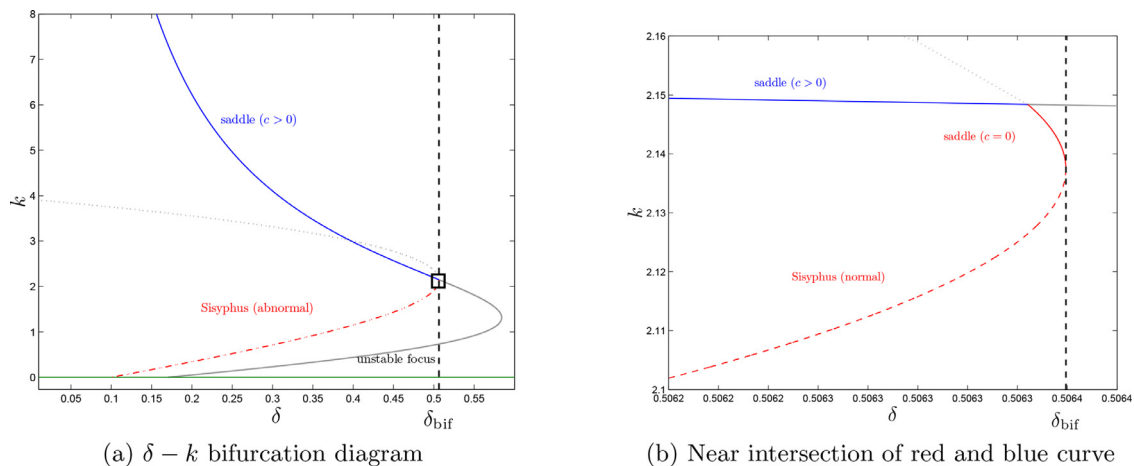 8
7
6
5
4
3
2
1
0
k
saddle (c > 0)
Sisyphus (abnormal)
unstable focus
0.05 0.1 0.15 0.2 0.25 0.3 0.35 0.4 0.45 0.5 0.55
δ
δbif
(a) δ − k bifurcation diagram
2.16
2.15
2.14
2.13
2.12
2.11
2.1
k
saddle (c > 0)
saddle (c = 0)
Sisyphus (normal)
0.5062 0.5062 0.5063 0.5063 0.5063 0.5063 0.5063 0.5063 0.5064 0.5064
δ
δbif
(b) Near intersection of red and blue curve